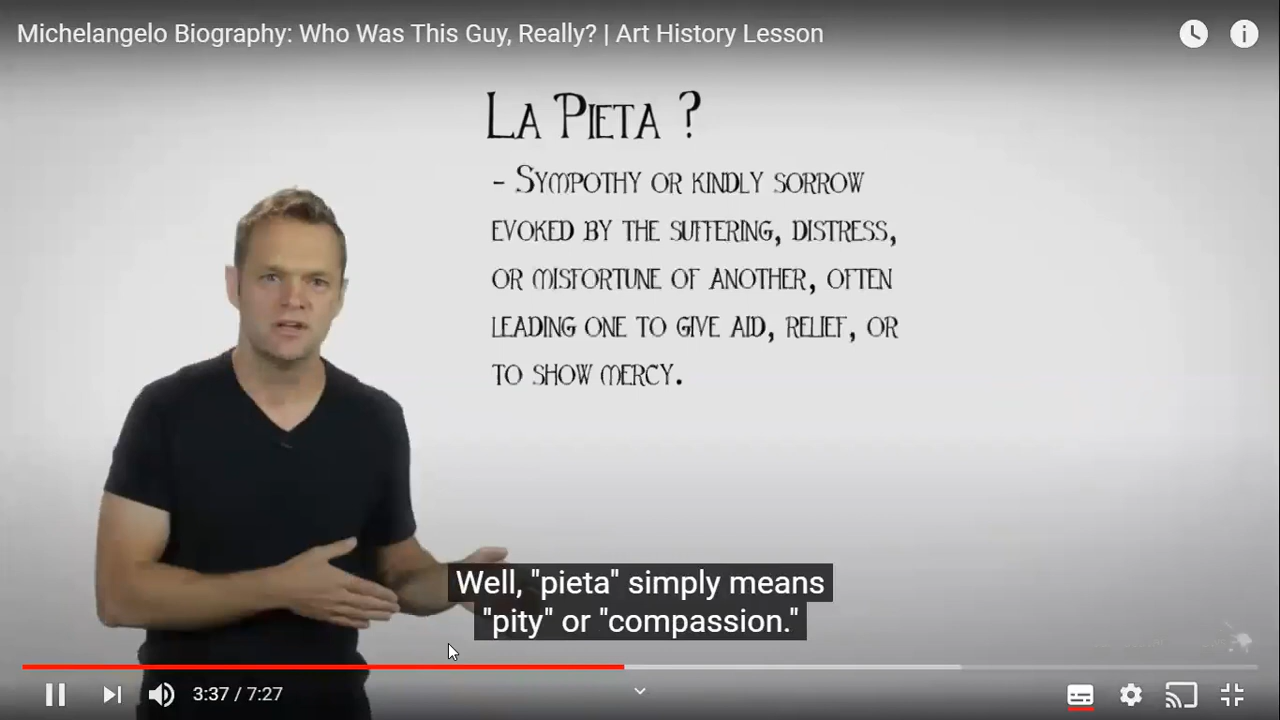 Michelangelo Biography: Who Was This Guy, Really? | Art History Lesson
La Pieta ?
- Sympothy or kindly sorrow
evoked by the suffering, distress,
or misfortune of another, often
leading one to give aid, relief, or
to show mercy.
Well, "pieta" simply means
"pity" or "compassion."
3:37 / 7:27